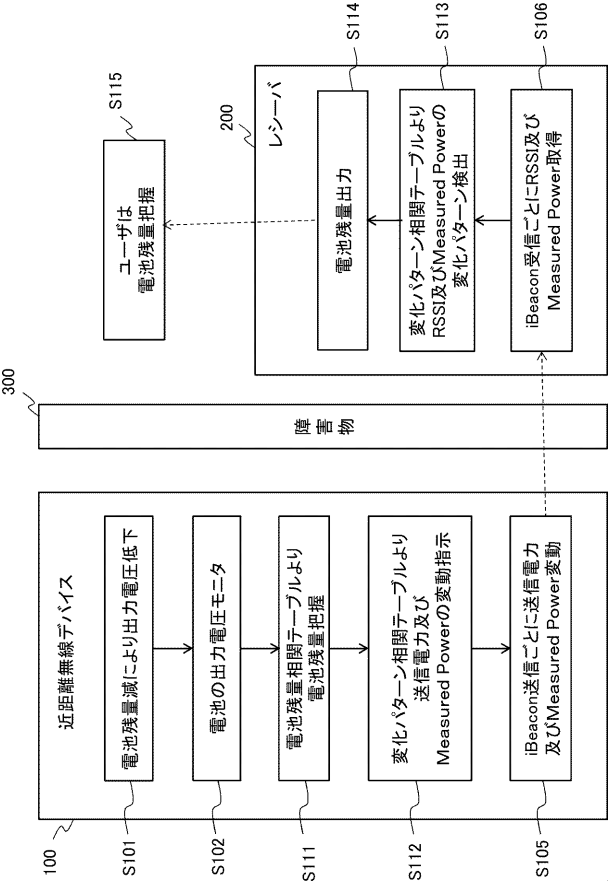 近距離無線デバイス
100
電池残量減により出力電圧低下
S101
電池の出力電圧モニタ
S102
電池残量相関テーブルより
電池残量把握
S111
変化パターン相関テーブルより
送信電力及び
Measured Powerの変動指示
S112
iBeacon送信ごとに送信電力
及びMeasured Power変動
S105
障害物
300
レシーバ
200
iBeacon受信ごとにRSSI及び
Measured Power取得
S106
変化パターン相関テーブルより
RSSI及びMeasured Powerの
変化パターン検出
S113
電池残量出力
S114
ユーザは
電池残量把握
S115